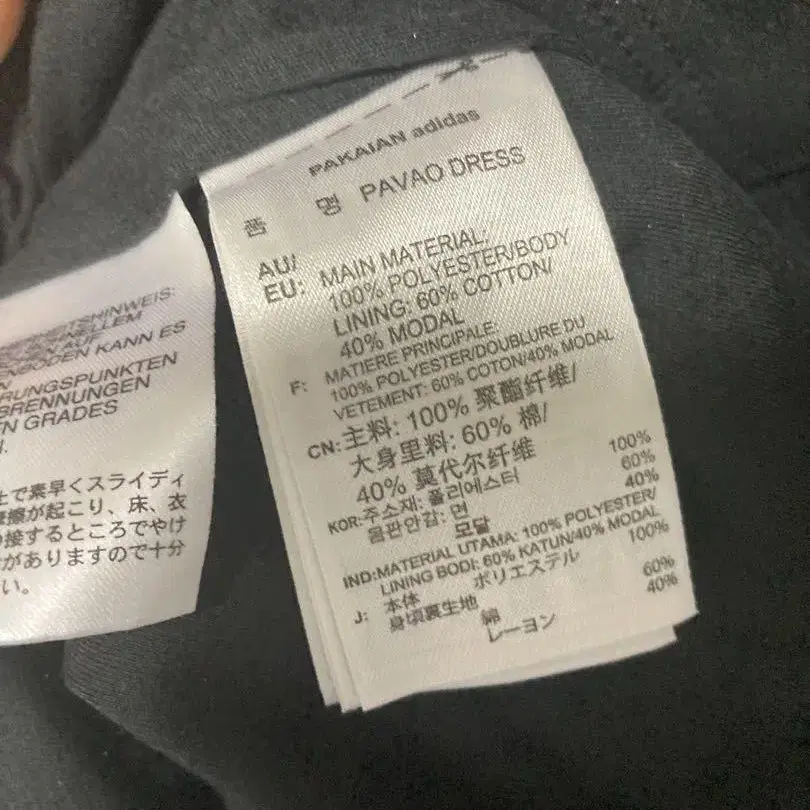 PAKAIAN adidas
품 명 PAVAO DRESS
AU/
EU: MAIN MATERIAL:
100% POLYESTER/BODY
LINING: 60% COTTON/
40% MODAL
F: MATIERE PRINCIPALE:
100% POLYESTER/DOUBLURE DU
VETEMENT: 60% COTON/40% MODAL
CN: 主料: 100% 聚酯纤维/
大身里料: 60% 棉/
40% 莫代尔纤维
KOR: 주소재: 폴리에스터 100%
몸판안감: 면 60%
모달 40%
IND: MATERIAL UTAMA: 100% POLYESTER/
LINING BODI: 60% KATUN/40% MODAL
J: 本体 ポリエステル 100%
身頃裏生地 綿 60%
レーヨン 40%
EN AUF
ENBODEN KANN ES
RUNGSPUNKTEN
BRENNUNGEN
N GRADES
で素早くスライディ
擦が起こり、床、衣
接するところでやけ
がありますので十分
い。